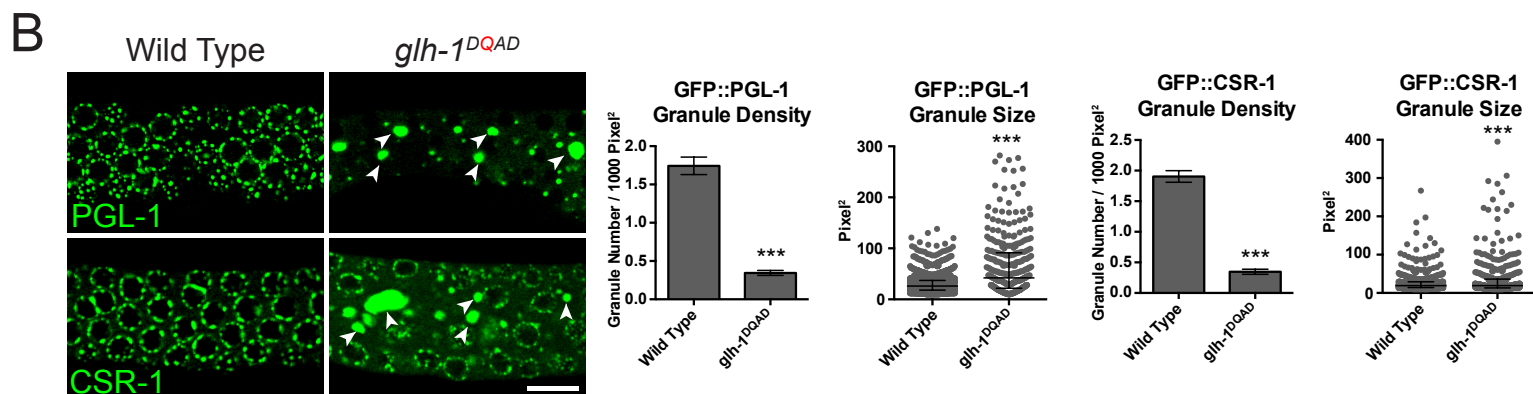 B
Wild Type
glh-1DQAD
PGL-1
CSR-1
GFP::PGL-1
Granule Density
Granule Number / 1000 Pixel²
2.0
1.5
1.0
0.5
0.0
***
Wild Type
glh-1DQAD
GFP::PGL-1
Granule Size
***
Pixel²
300
200
100
0
Wild Type
glh-1DQAD
GFP::CSR-1
Granule Density
Granule Number / 1000 Pixel²
2.5
2.0
1.5
1.0
0.5
0.0
***
Wild Type
glh-1DQAD
GFP::CSR-1
Granule Size
***
Pixel²
400
300
200
100
0
Wild Type
glh-1DQAD